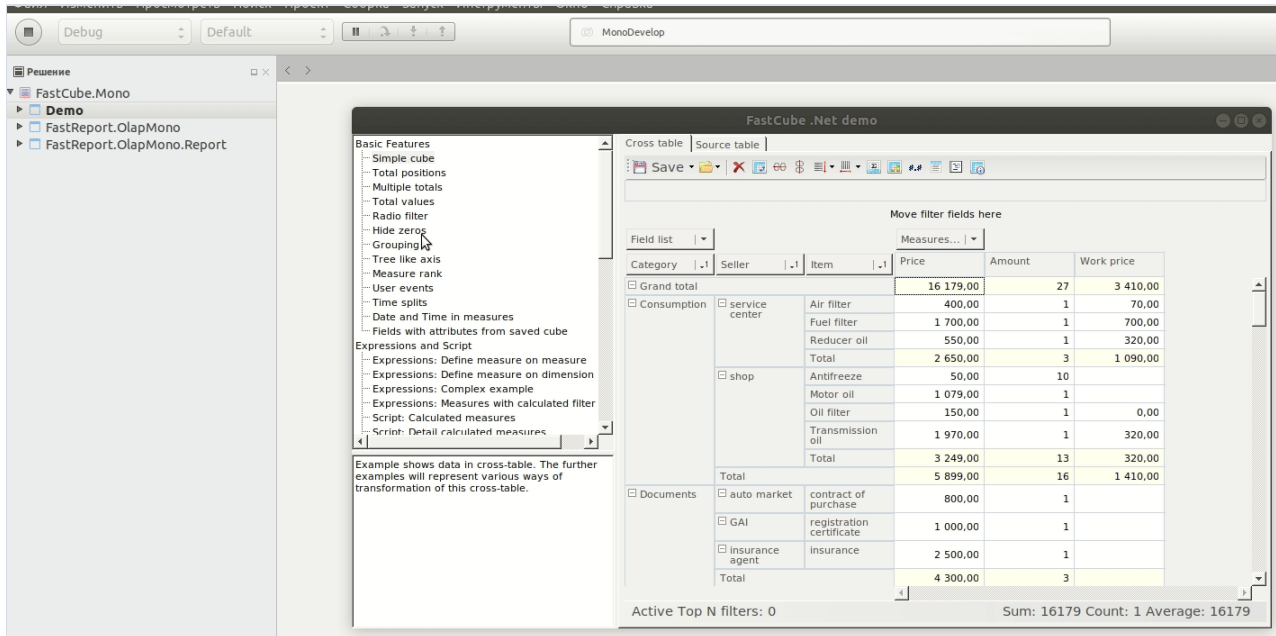 Debug
Default
MonoDevelop
Решение
FastCube.Mono
Demo
FastReport.OlapMono
FastReport.OlapMono.Report
FastCube .Net demo
Basic Features
Simple cube
Total positions
Multiple totals
Total values
Radio filter
Hide zeros
Grouping
Tree like axis
Measure rank
User events
Time splits
Date and Time in measures
Fields with attributes from saved cube
Expressions and Script
Expressions: Define measure on measure
Expressions: Define measure on dimension
Expressions: Complex example
Expressions: Measures with calculated filter
Script: Calculated measures
Script: Detail calculated measures
Example shows data in cross-table. The further
examples will represent various ways of
transformation of this cross-table.
Cross table Source table
Save
Move filter fields here
Field list Measures...
Category Seller Item Price Amount Work price
Grand total 16 179,00 27 3 410,00
Consumption service center Air filter 400,00 1 70,00
Fuel filter 1 700,00 1 700,00
Reducer oil 550,00 1 320,00
Total 2 650,00 3 1 090,00
shop Antifreeze 50,00 10
Motor oil 1 079,00 1
Oil filter 150,00 1 0,00
Transmission oil 1 970,00 1 320,00
Total 3 249,00 13 320,00
Total 5 899,00 16 1 410,00
Documents auto market contract of purchase 800,00 1
GAI registration certificate 1 000,00 1
insurance agent insurance 2 500,00 1
Total 4 300,00 3
Active Top N filters: 0 Sum: 16179 Count: 1 Average: 16179